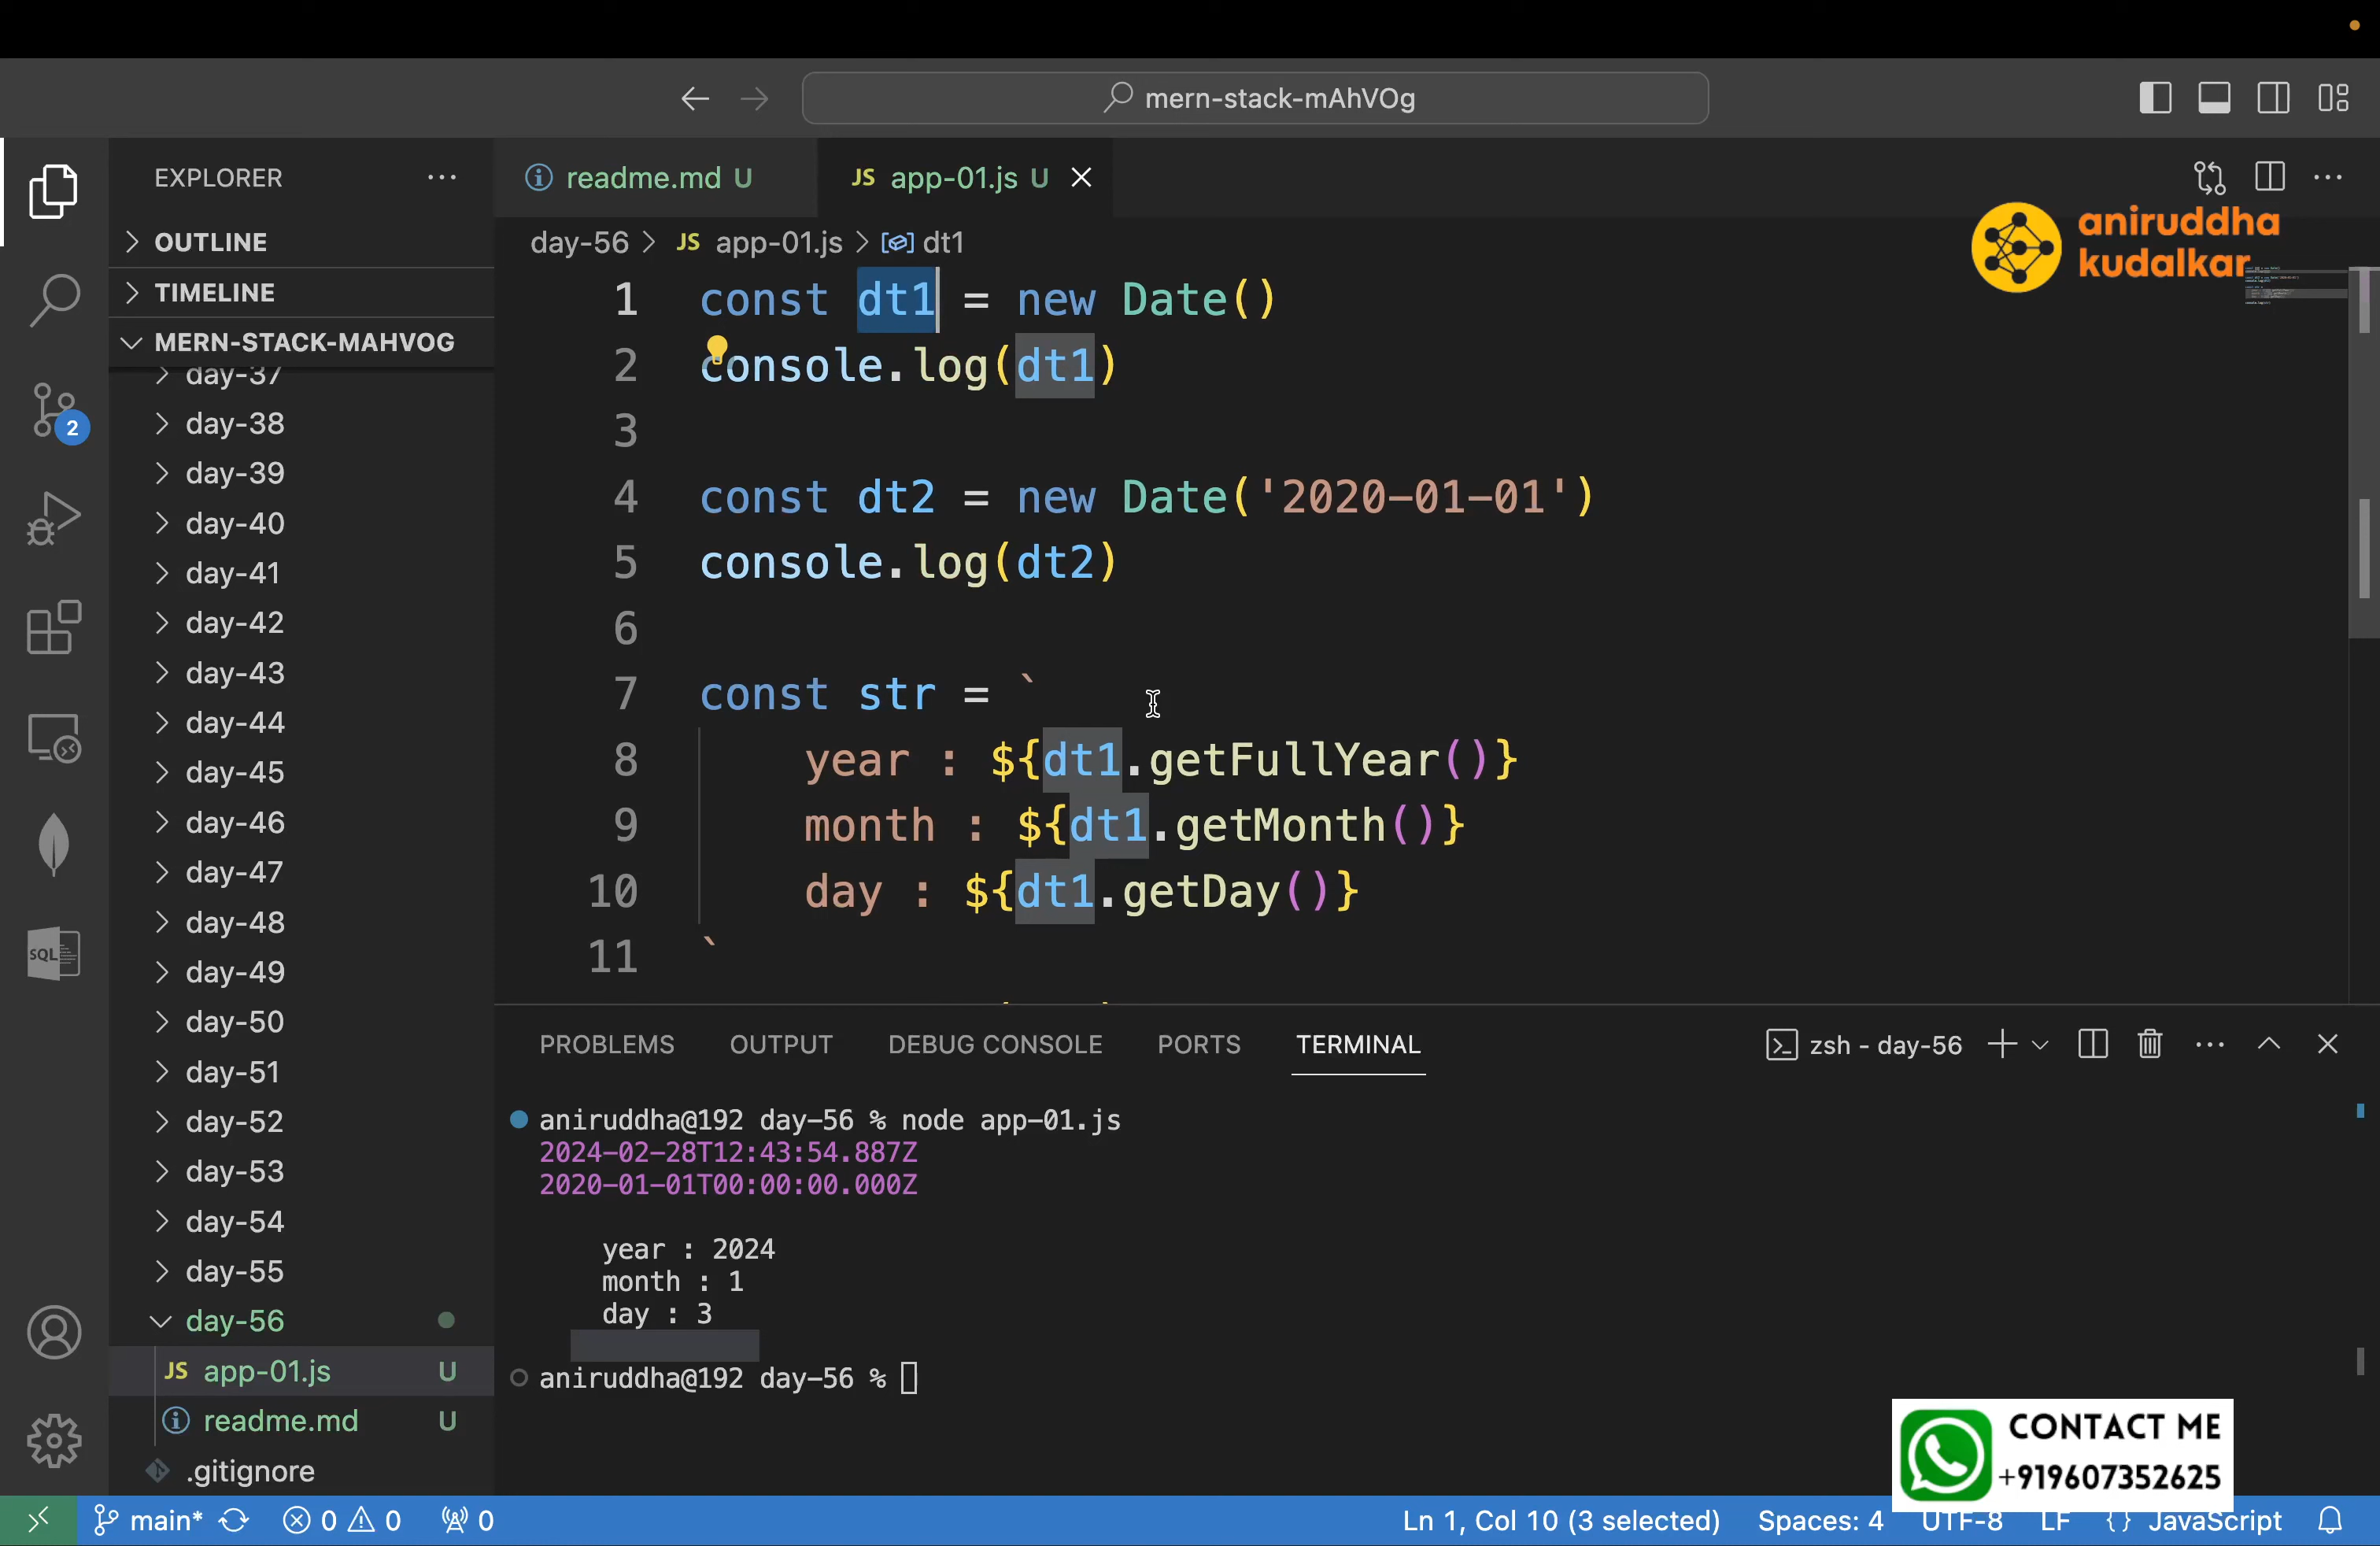 mern-stack-mAhVOg
EXPLORER
OUTLINE
TIMELINE
MERN-STACK-MAHVOG
day-37
day-38
day-39
day-40
day-41
day-42
day-43
day-44
day-45
day-46
day-47
day-48
day-49
day-50
day-51
day-52
day-53
day-54
day-55
day-56
JS app-01.js U
readme.md U
.gitignore
2
SQL
readme.md U JS app-01.js U
aniruddha
kudalkar
day-56 > JS app-01.js > dt1
1 const dt1 = new Date()
2 console.log(dt1)
3
4 const dt2 = new Date('2020-01-01')
5 console.log(dt2)
6
7 const str = `
8 year : ${dt1.getFullYear()}
9 month : ${dt1.getMonth()}
10 day : ${dt1.getDay()}
11 `
PROBLEMS OUTPUT DEBUG CONSOLE PORTS TERMINAL zsh - day-56
aniruddha@192 day-56 % node app-01.js
2024-02-28T12:43:54.887Z
2020-01-01T00:00:00.000Z
year : 2024
month : 1
day : 3
aniruddha@192 day-56 %
CONTACT ME
+919607352625
main* 0 0 0 Ln 1, Col 10 (3 selected) Spaces: 4 UTF-8 LF {} JavaScript